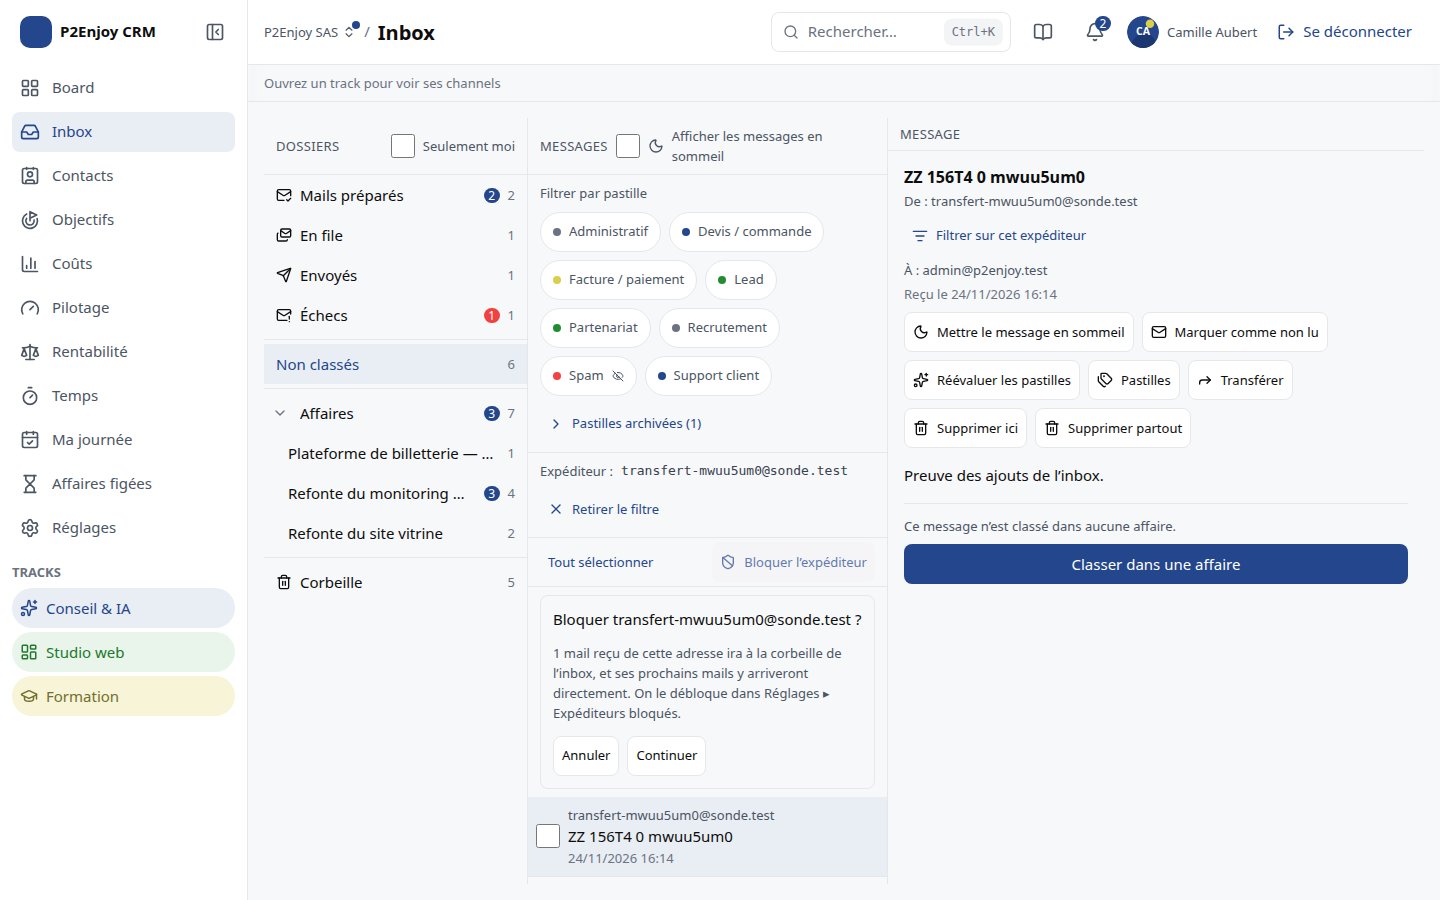 P2Enjoy CRM
Board
Inbox
Contacts
Objectifs
Coûts
Pilotage
Rentabilité
Temps
Ma journée
Affaires figées
Réglages
TRACKS
Conseil & IA
Studio web
Formation
P2Enjoy SAS / Inbox
Rechercher... Ctrl+K
2
CA Camille Aubert
Se déconnecter
Ouvrez un track pour voir ses channels
DOSSIERS Seulement moi
Mails préparés 2 2
En file 1
Envoyés 1
Échecs 1 1
Non classés 6
Affaires 3 7
Plateforme de billetterie — ... 1
Refonte du monitoring ... 3 4
Refonte du site vitrine 2
Corbeille 5
MESSAGES Afficher les messages en
sommeil
Filtrer par pastille
Administratif Devis / commande
Facture / paiement Lead
Partenariat Recrutement
Spam Support client
Pastilles archivées (1)
Expéditeur : transfert-mwuu5um0@sonde.test
Retirer le filtre
Tout sélectionner Bloquer l’expéditeur
Bloquer transfert-mwuu5um0@sonde.test ?
1 mail reçu de cette adresse ira à la corbeille de
l’inbox, et ses prochains mails y arriveront
directement. On le débloque dans Réglages ▸
Expéditeurs bloqués.
Annuler Continuer
transfert-mwuu5um0@sonde.test
ZZ 156T4 0 mwuu5um0
24/11/2026 16:14
MESSAGE
ZZ 156T4 0 mwuu5um0
De : transfert-mwuu5um0@sonde.test
Filtrer sur cet expéditeur
À : admin@p2enjoy.test
Reçu le 24/11/2026 16:14
Mettre le message en sommeil Marquer comme non lu
Réévaluer les pastilles Pastilles Transférer
Supprimer ici Supprimer partout
Preuve des ajouts de l’inbox.
Ce message n’est classé dans aucune affaire.
Classer dans une affaire